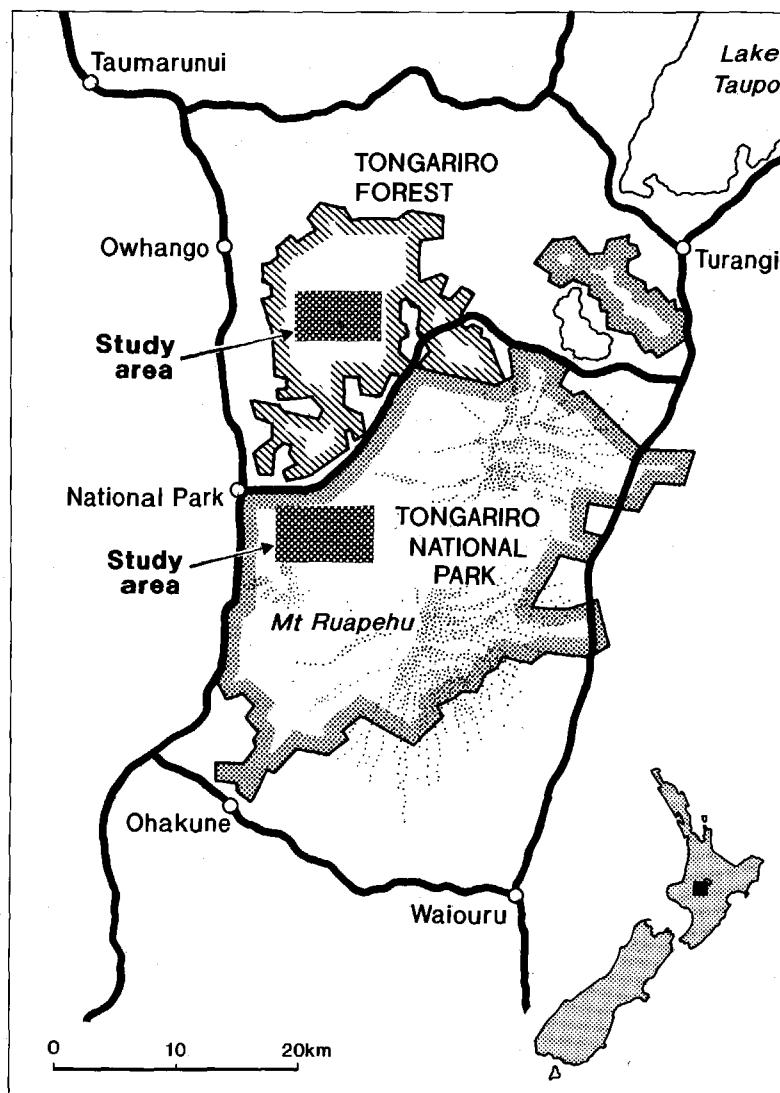 Taumarunui
Lake
Taupo
TONGARIRO
FOREST
Owhango
Turangi
Study
area
National Park
TONGARIRO
NATIONAL
PARK
Study
area
Mt Ruapehu
Ohakune
Waiouru
0 10 20km